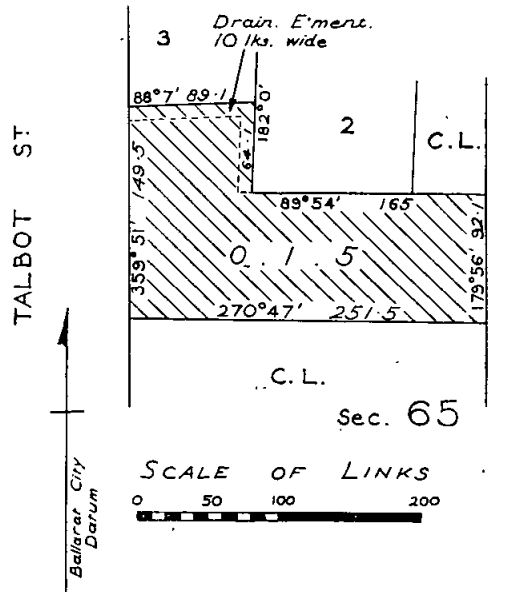 Drain. E'ment.
10 lks. wide
3
88°7' 89·1
182°0'
64·1
2
C.L.
TALBOT ST.
149·5
359°51'
89°54' 165
92·1
179°56'
0. 1. 5
270°47' 251·5
C.L.
Sec. 65
SCALE OF LINKS
0 50 100 200
Ballarat City
Datum